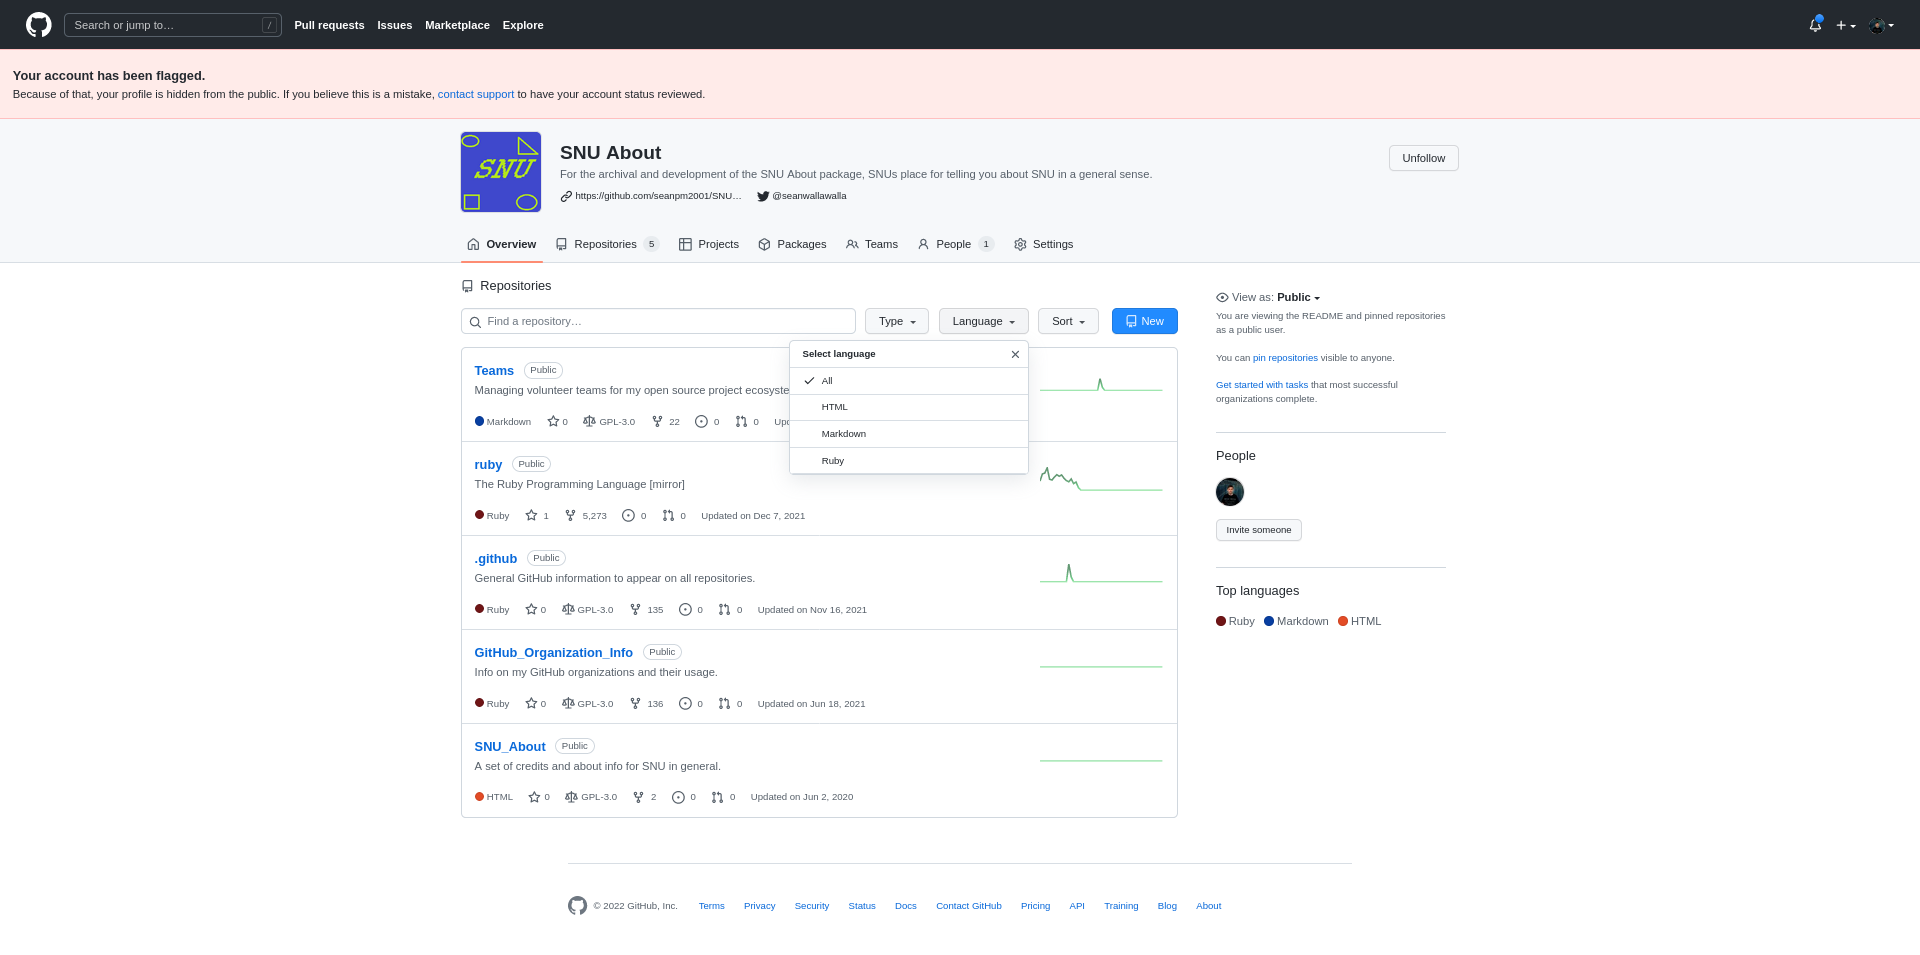 Search or jump to… /
Pull requests Issues Marketplace Explore
Your account has been flagged.
Because of that, your profile is hidden from the public. If you believe this is a mistake, contact support to have your account status reviewed.
SNU
SNU About
Unfollow
For the archival and development of the SNU About package, SNUs place for telling you about SNU in a general sense.
https://github.com/seanpm2001/SNU… @seanwallawalla
Overview Repositories 5 Projects Packages Teams People 1 Settings
Repositories
Find a repository… Type Language Sort New
Select language
All
HTML
Markdown
Ruby
Teams Public
Managing volunteer teams for my open source project ecosyste
Markdown 0 GPL-3.0 22 0 0
ruby Public
The Ruby Programming Language [mirror]
Ruby 1 5,273 0 0 Updated on Dec 7, 2021
.github Public
General GitHub information to appear on all repositories.
Ruby 0 GPL-3.0 135 0 0 Updated on Nov 16, 2021
GitHub_Organization_Info Public
Info on my GitHub organizations and their usage.
Ruby 0 GPL-3.0 136 0 0 Updated on Jun 18, 2021
SNU_About Public
A set of credits and about info for SNU in general.
HTML 0 GPL-3.0 2 0 0 Updated on Jun 2, 2020
View as: Public
You are viewing the README and pinned repositories
as a public user.
You can pin repositories visible to anyone.
Get started with tasks that most successful
organizations complete.
People
Invite someone
Top languages
Ruby Markdown HTML
© 2022 GitHub, Inc. Terms Privacy Security Status Docs Contact GitHub Pricing API Training Blog About